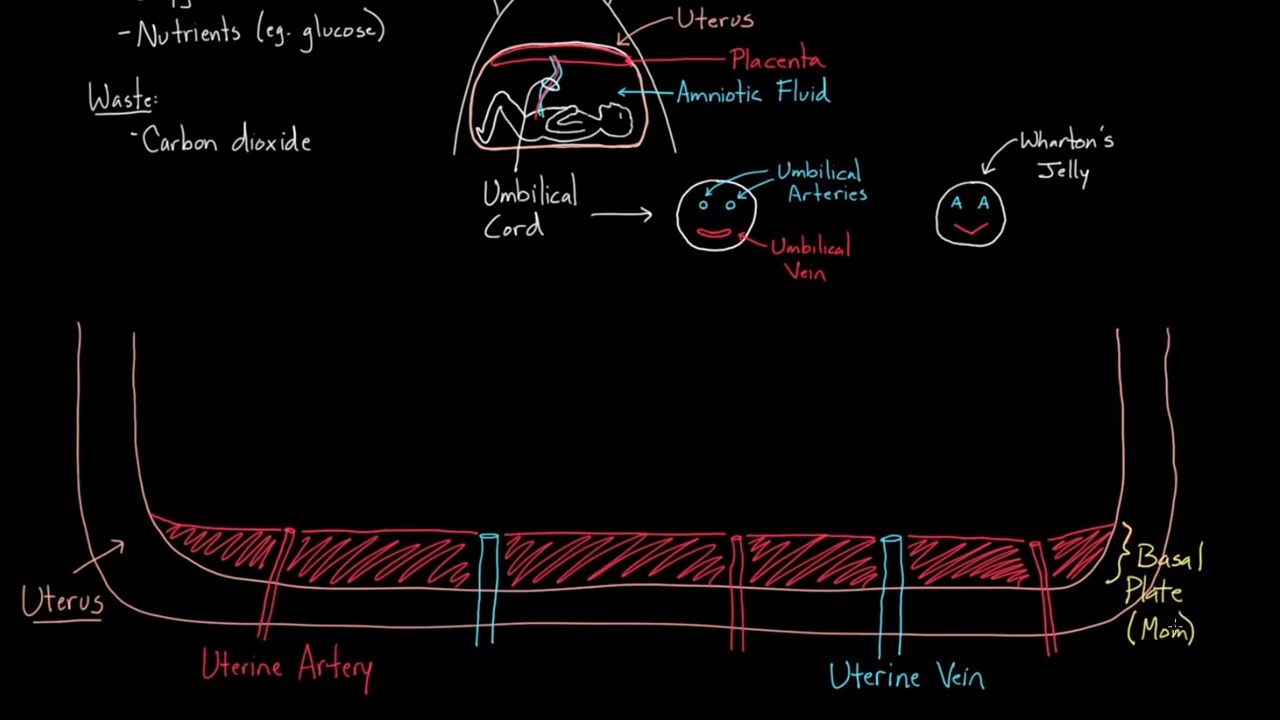 - Nutrients (eg. glucose)
Waste:
- Carbon dioxide
Uterus
Placenta
Amniotic Fluid
Umbilical
Cord
Umbilical
Arteries
Umbilical
Vein
Wharton's
Jelly
A A
Uterus
Uterine Artery
Uterine Vein
Basal
Plate
(Mom)